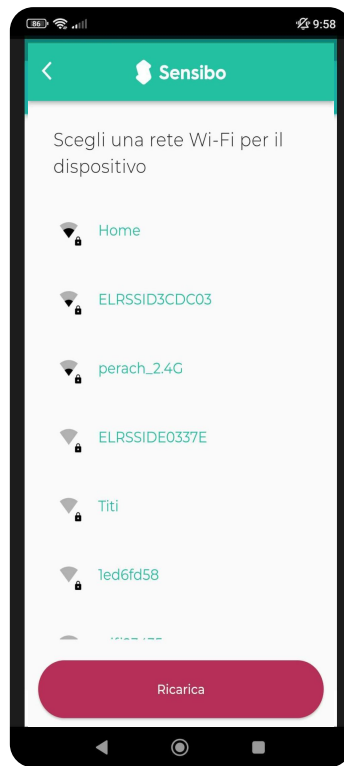 86
9:58
Sensibo
Scegli una rete Wi-Fi per il
dispositivo
Home
ELRSSID3CDC03
perach_2.4G
ELRSSIDE0337E
Titi
1ed6fd58
Ricarica